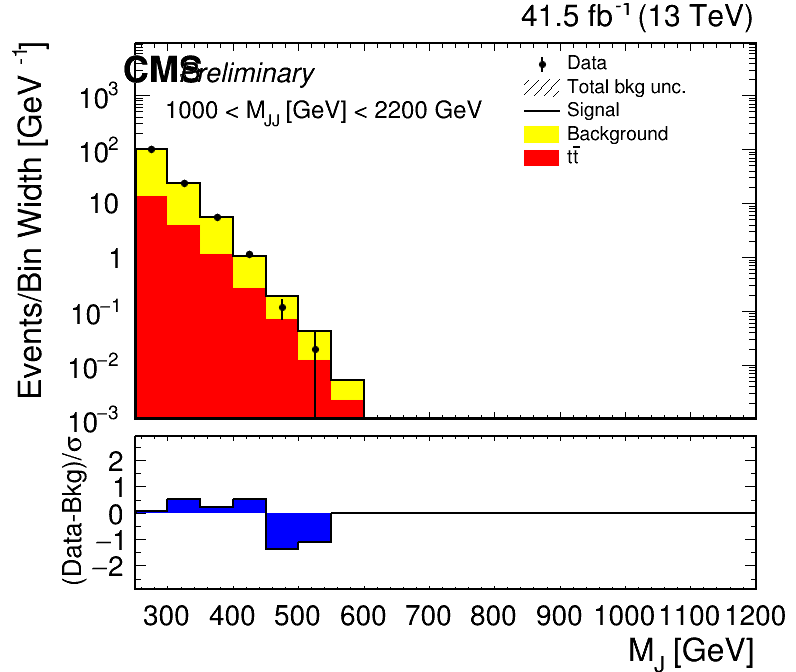 41.5 fb⁻¹ (13 TeV)
CMS Preliminary
1000 < M_JJ [GeV] < 2200 GeV
Data
Total bkg unc.
Signal
Background
tt̅
Events/Bin Width [GeV⁻¹]
10³
10²
10
1
10⁻¹
10⁻²
10⁻³
(Data-Bkg)/σ
2
1
0
−1
−2
300 400 500 600 700 800 900 1000 1100 1200
M_J [GeV]